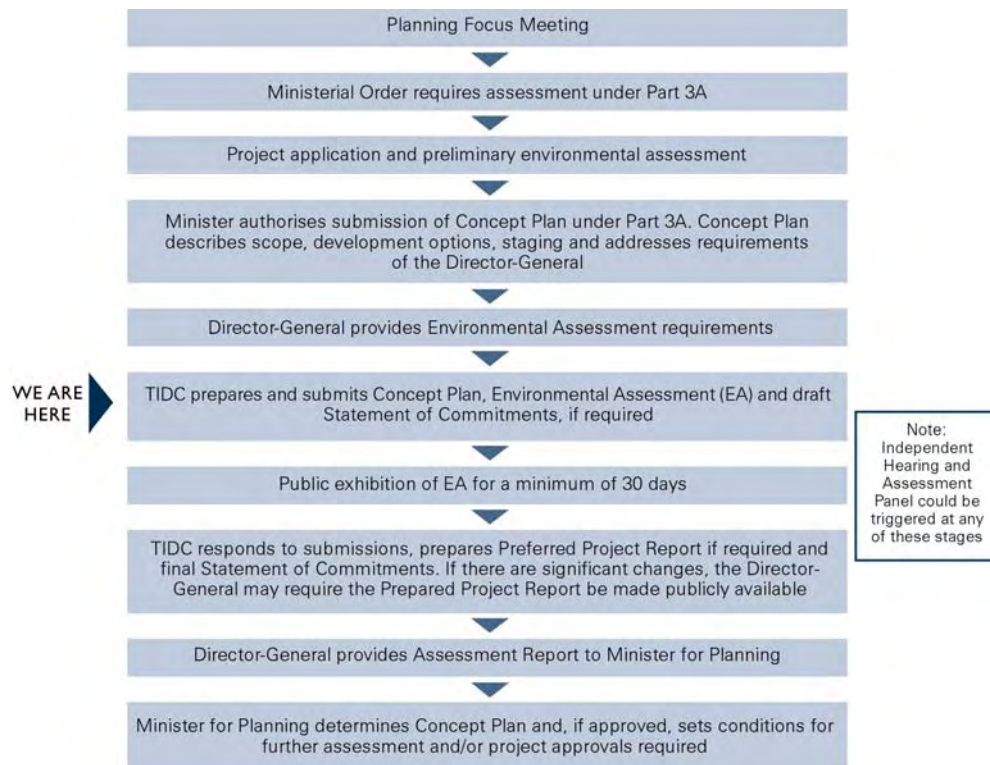 Planning Focus Meeting
Ministerial Order requires assessment under Part 3A
Project application and preliminary environmental assessment
Minister authorises submission of Concept Plan under Part 3A. Concept Plan
describes scope, development options, staging and addresses requirements
of the Director-General
Director-General provides Environmental Assessment requirements
WE ARE
HERE
TIDC prepares and submits Concept Plan, Environmental Assessment (EA) and draft
Statement of Commitments, if required
Public exhibition of EA for a minimum of 30 days
TIDC responds to submissions, prepares Preferred Project Report if required and
final Statement of Commitments. If there are significant changes, the Director-
General may require the Prepared Project Report be made publicly available
Director-General provides Assessment Report to Minister for Planning
Minister for Planning determines Concept Plan and, if approved, sets conditions for
further assessment and/or project approvals required
Note:
Independent
Hearing and
Assessment
Panel could be
triggered at any
of these stages